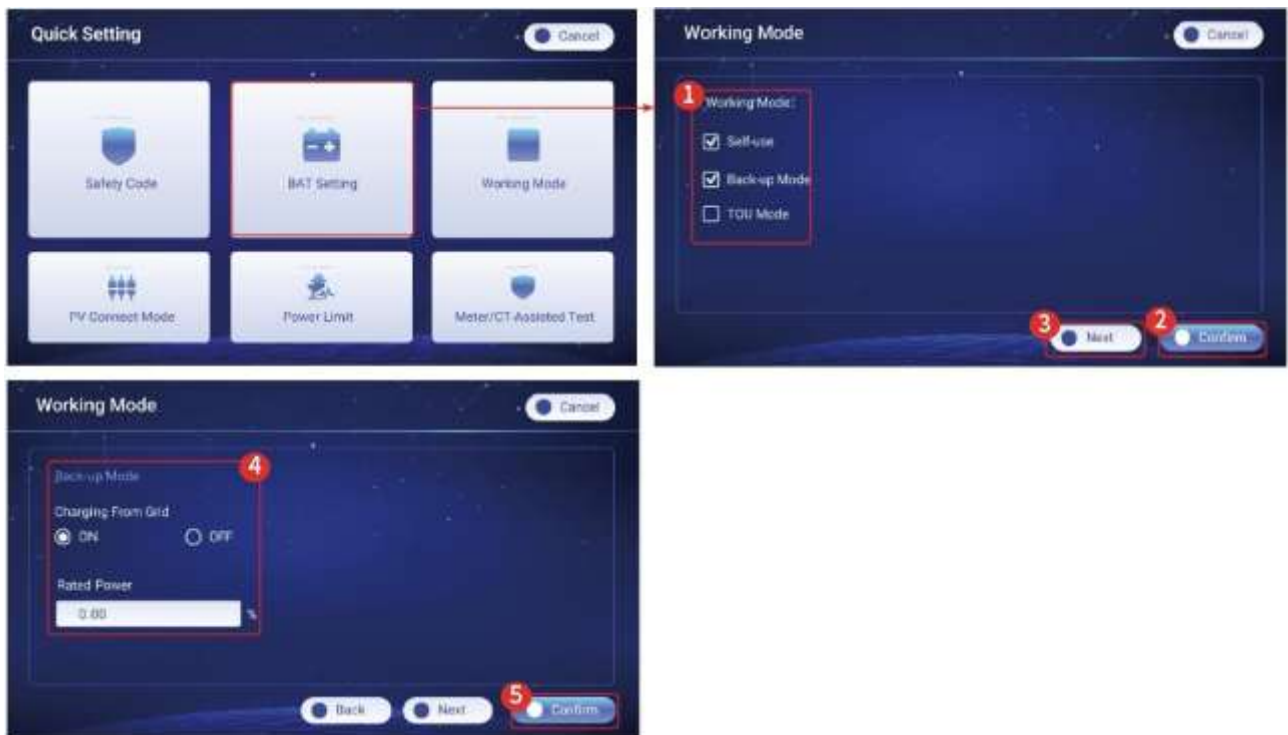 Quick Setting
Cancel
Safety Code
BAT Setting
Working Mode
PV Connect Mode
Power Limit
Meter/CT-Assisted Test
Working Mode
Cancel
1
Working Mode:
Self-use
Back-up Mode
TOU Mode
3
Next
2
Confirm
Working Mode
Cancel
4
Back-up Mode
Charging From Grid
ON
OFF
Rated Power
0.00
%
Back
Next
5
Confirm